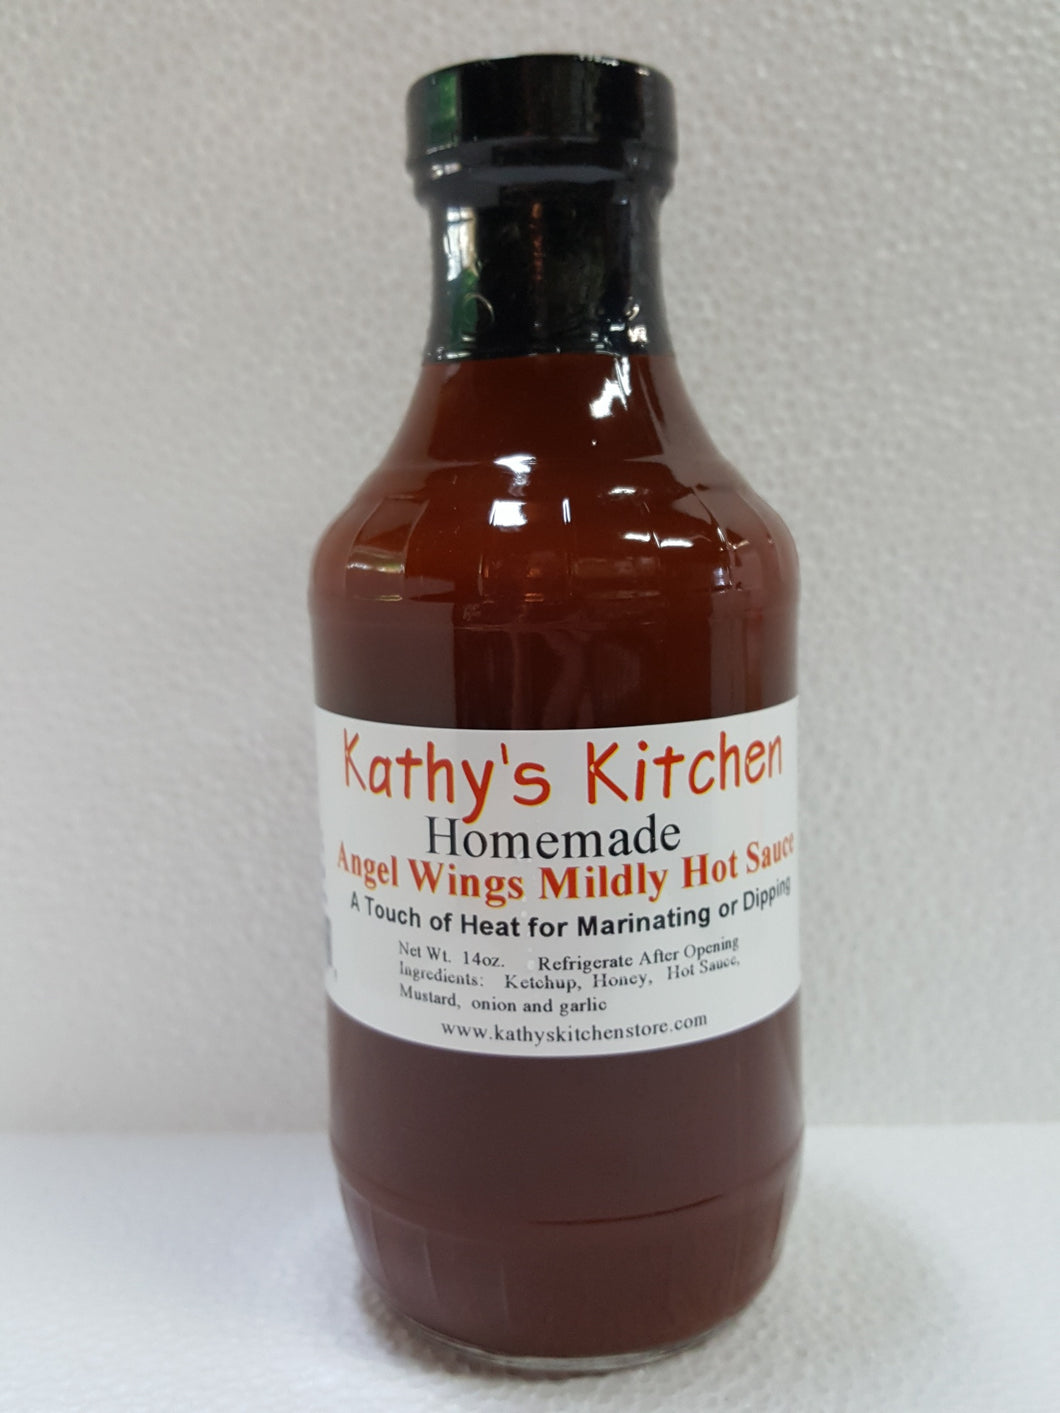 Kathy's Kitchen
Homemade
Angel Wings Mildly Hot Sauce
A Touch of Heat for Marinating or Dipping
Net Wt. 14oz. Refrigerate After Opening
Ingredients: Ketchup, Honey, Hot Sauce,
Mustard, onion and garlic
www.kathyskitchenstore.com